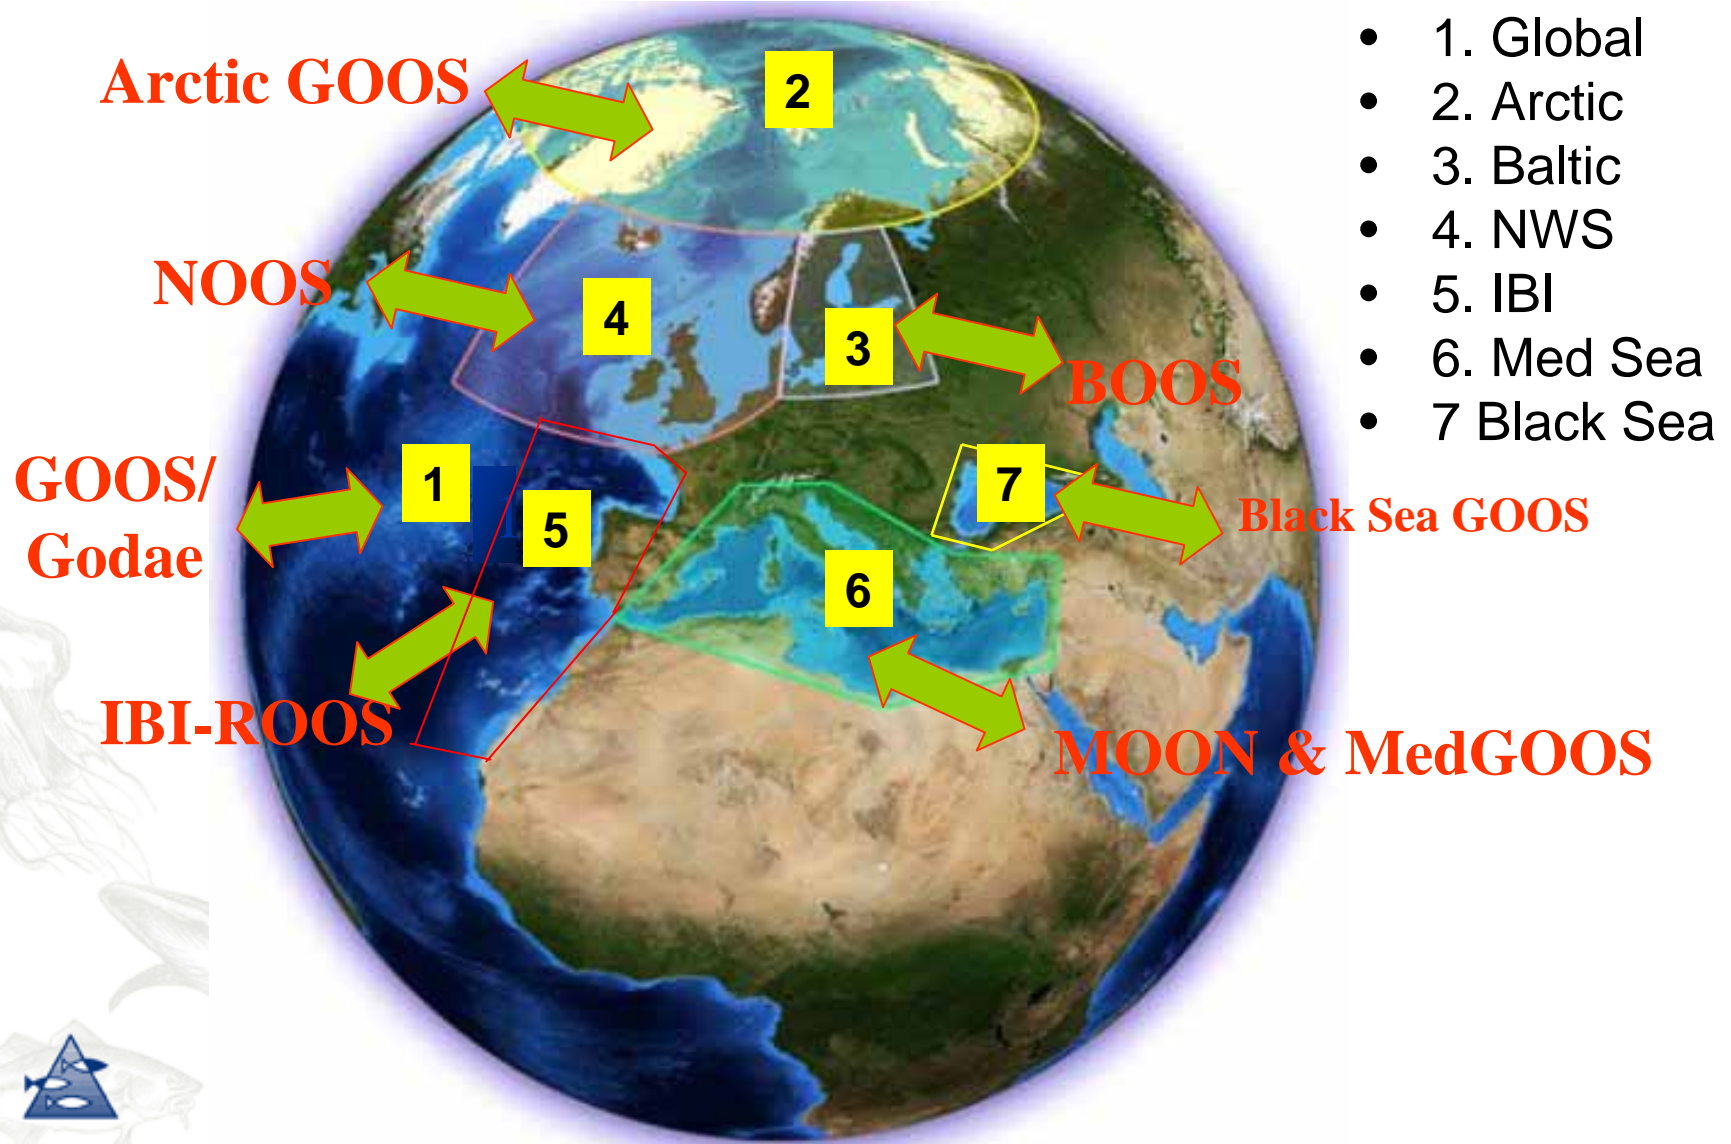 Arctic GOOS
2
• 1. Global
• 2. Arctic
• 3. Baltic
• 4. NWS
• 5. IBI
• 6. Med Sea
• 7 Black Sea
NOOS
4
3
BOOS
GOOS/
Godae
1
5
7
Black Sea GOOS
6
IBI-ROOS
MOON & MedGOOS